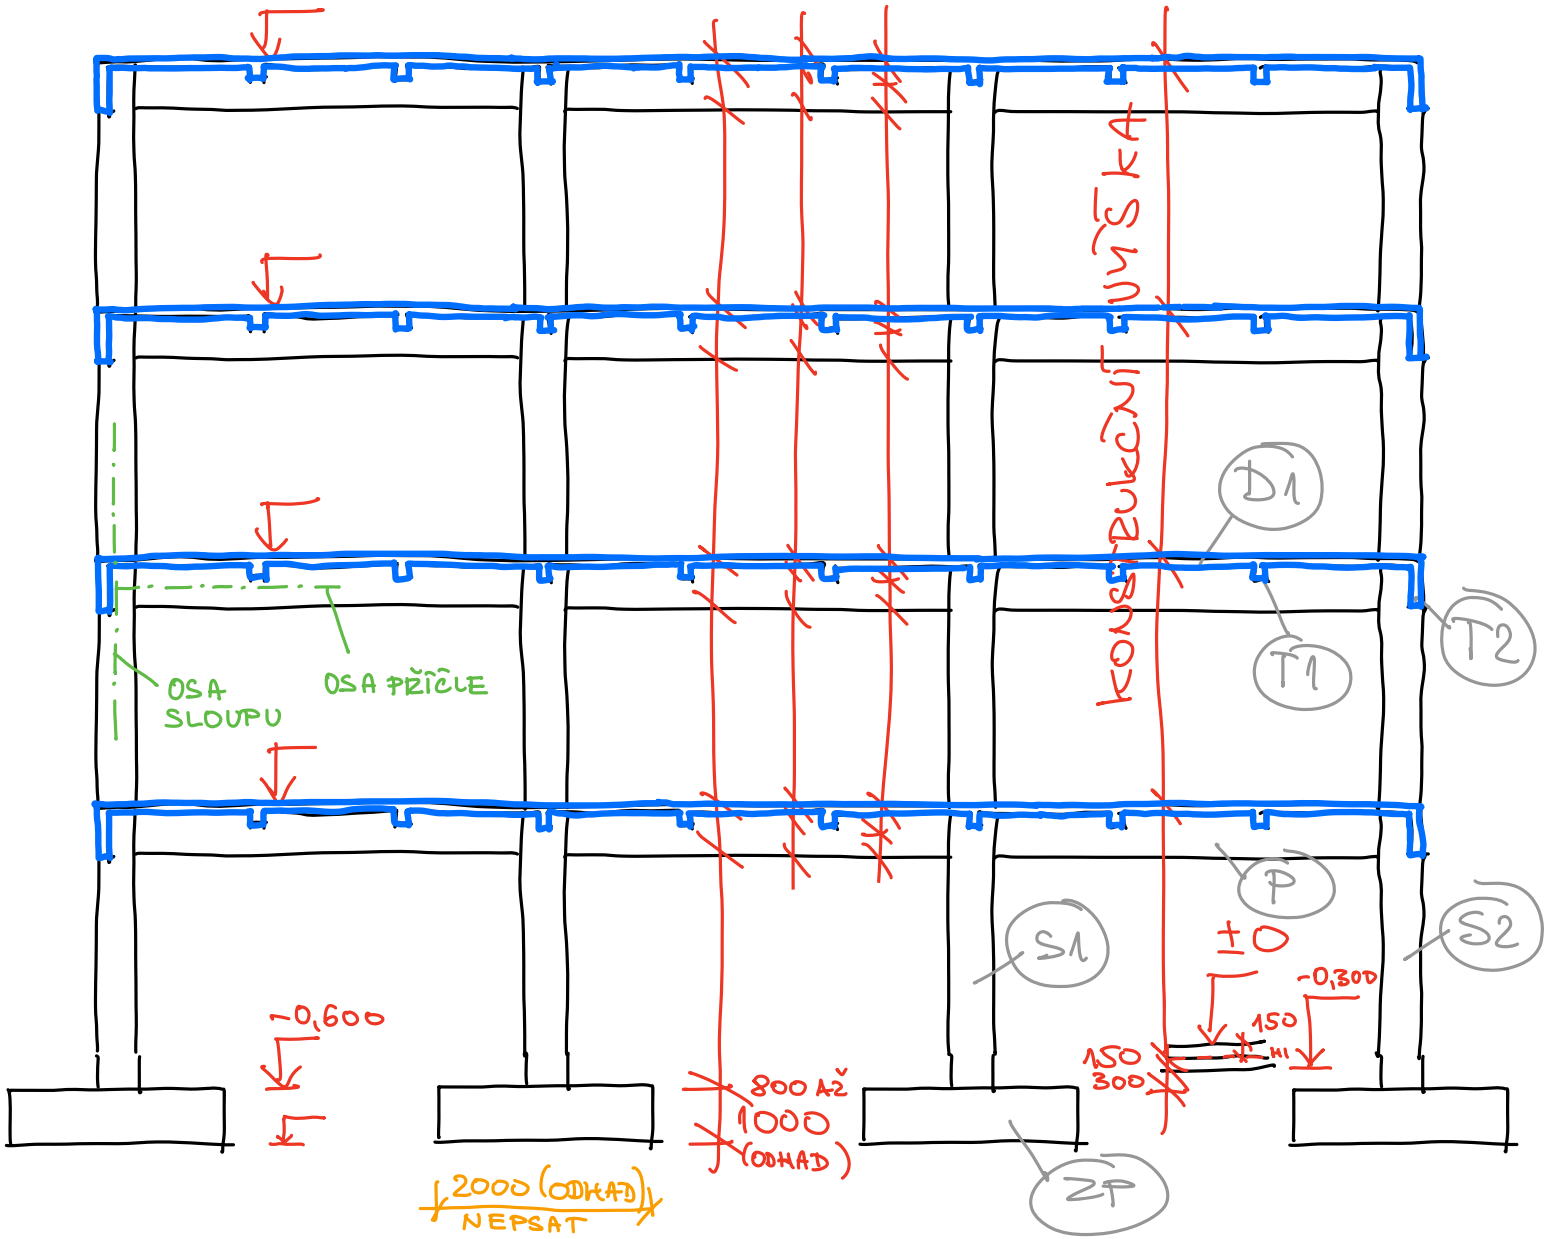 KONSTRUKČNÍ VÝŠKA
D1
T1
T2
OSA
SLOUPU
OSA PŘÍČLE
P
S1
S2
±0
-0,300
-0,600
150
150
HI
300
800 AŽ
1000
(ODHAD)
2000 (ODHAD)
NEPSAT
ZP